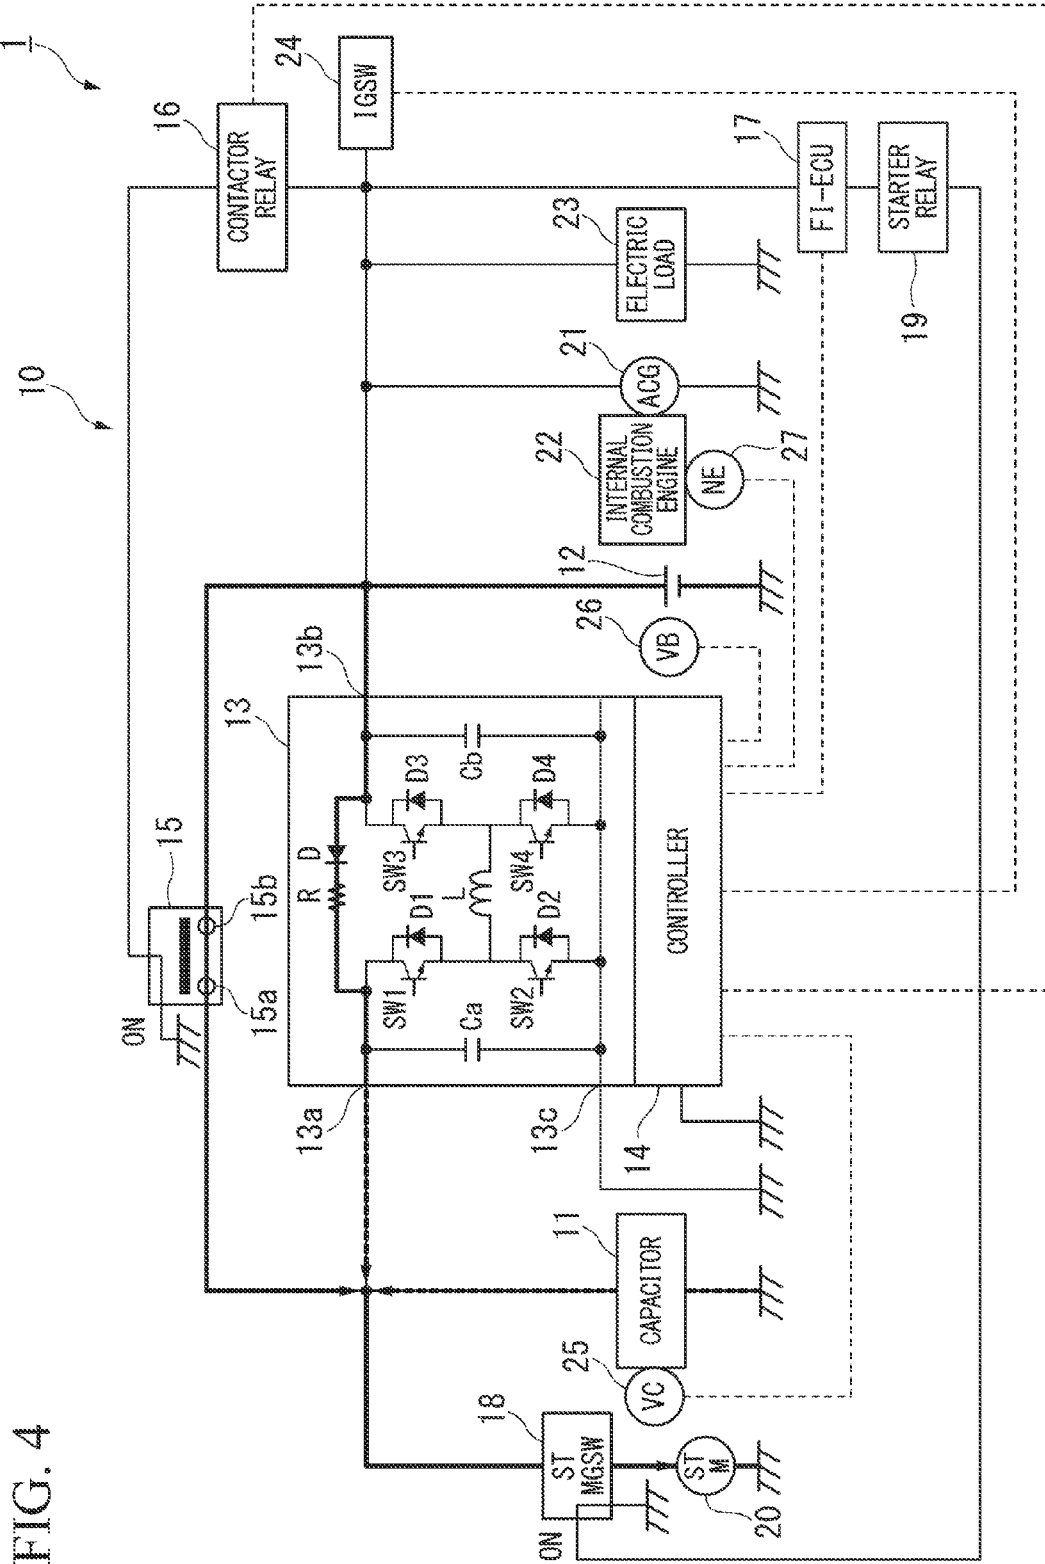 FIG. 4
1
10
16
CONTACTOR
RELAY
24
IGSW
15
ON
15a
15b
13
13a
13b
R
D
SW1
D1
SW3
D3
L
Ca
Cb
SW2
D2
SW4
D4
13c
14
CONTROLLER
18
ST
MGSW
ON
ST
M
20
25
VC
11
CAPACITOR
26
VB
12
22
INTERNAL
COMBUSTION
ENGINE
21
ACG
NE
27
23
ELECTRIC
LOAD
17
FI-ECU
STARTER
RELAY
19